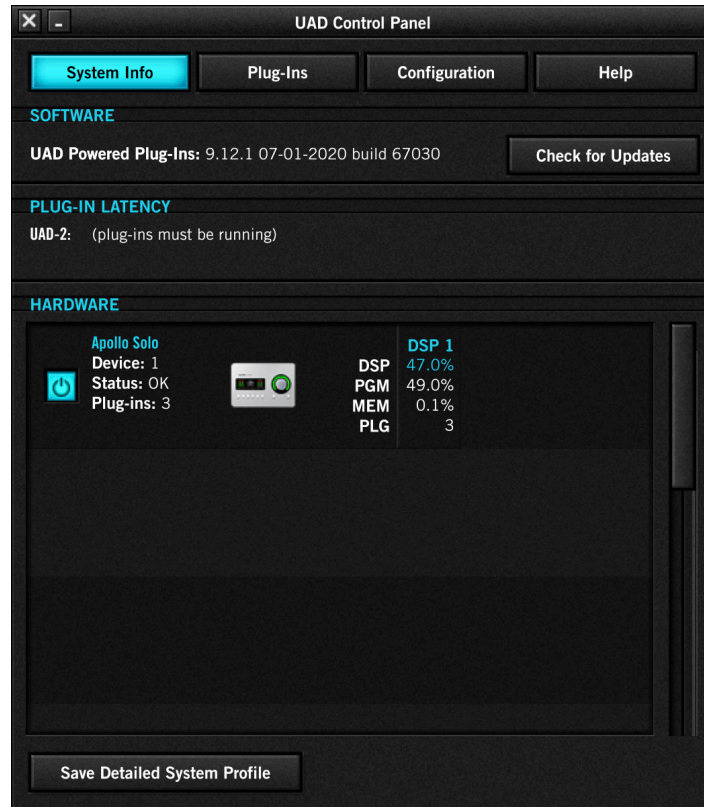 UAD Control Panel
System Info
Plug-Ins
Configuration
Help
SOFTWARE
UAD Powered Plug-Ins: 9.12.1 07-01-2020 build 67030
Check for Updates
PLUG-IN LATENCY
UAD-2: (plug-ins must be running)
HARDWARE
Apollo Solo
Device: 1
Status: OK
Plug-ins: 3
DSP 1
DSP 47.0%
PGM 49.0%
MEM 0.1%
PLG 3
Save Detailed System Profile